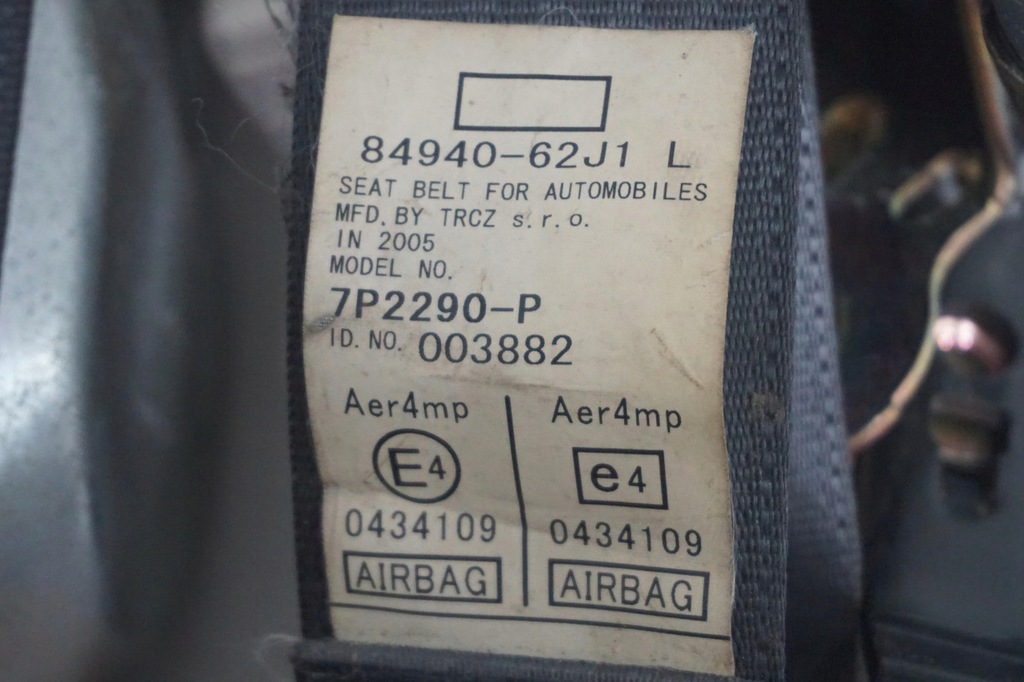 84940-62J1 L
SEAT BELT FOR AUTOMOBILES
MFD. BY TRCZ s.r.o.
IN 2005
MODEL NO.
7P2290-P
ID. NO. 003882
Aer4mp Aer4mp
E4 e4
0434109 0434109
AIRBAG AIRBAG